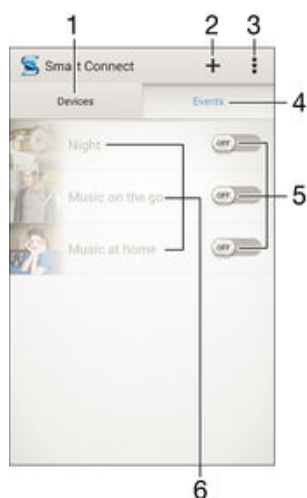 1 2 3
Smart Connect
Devices Events 4
Night OFF
Music on the go OFF 5
Music at home OFF
6